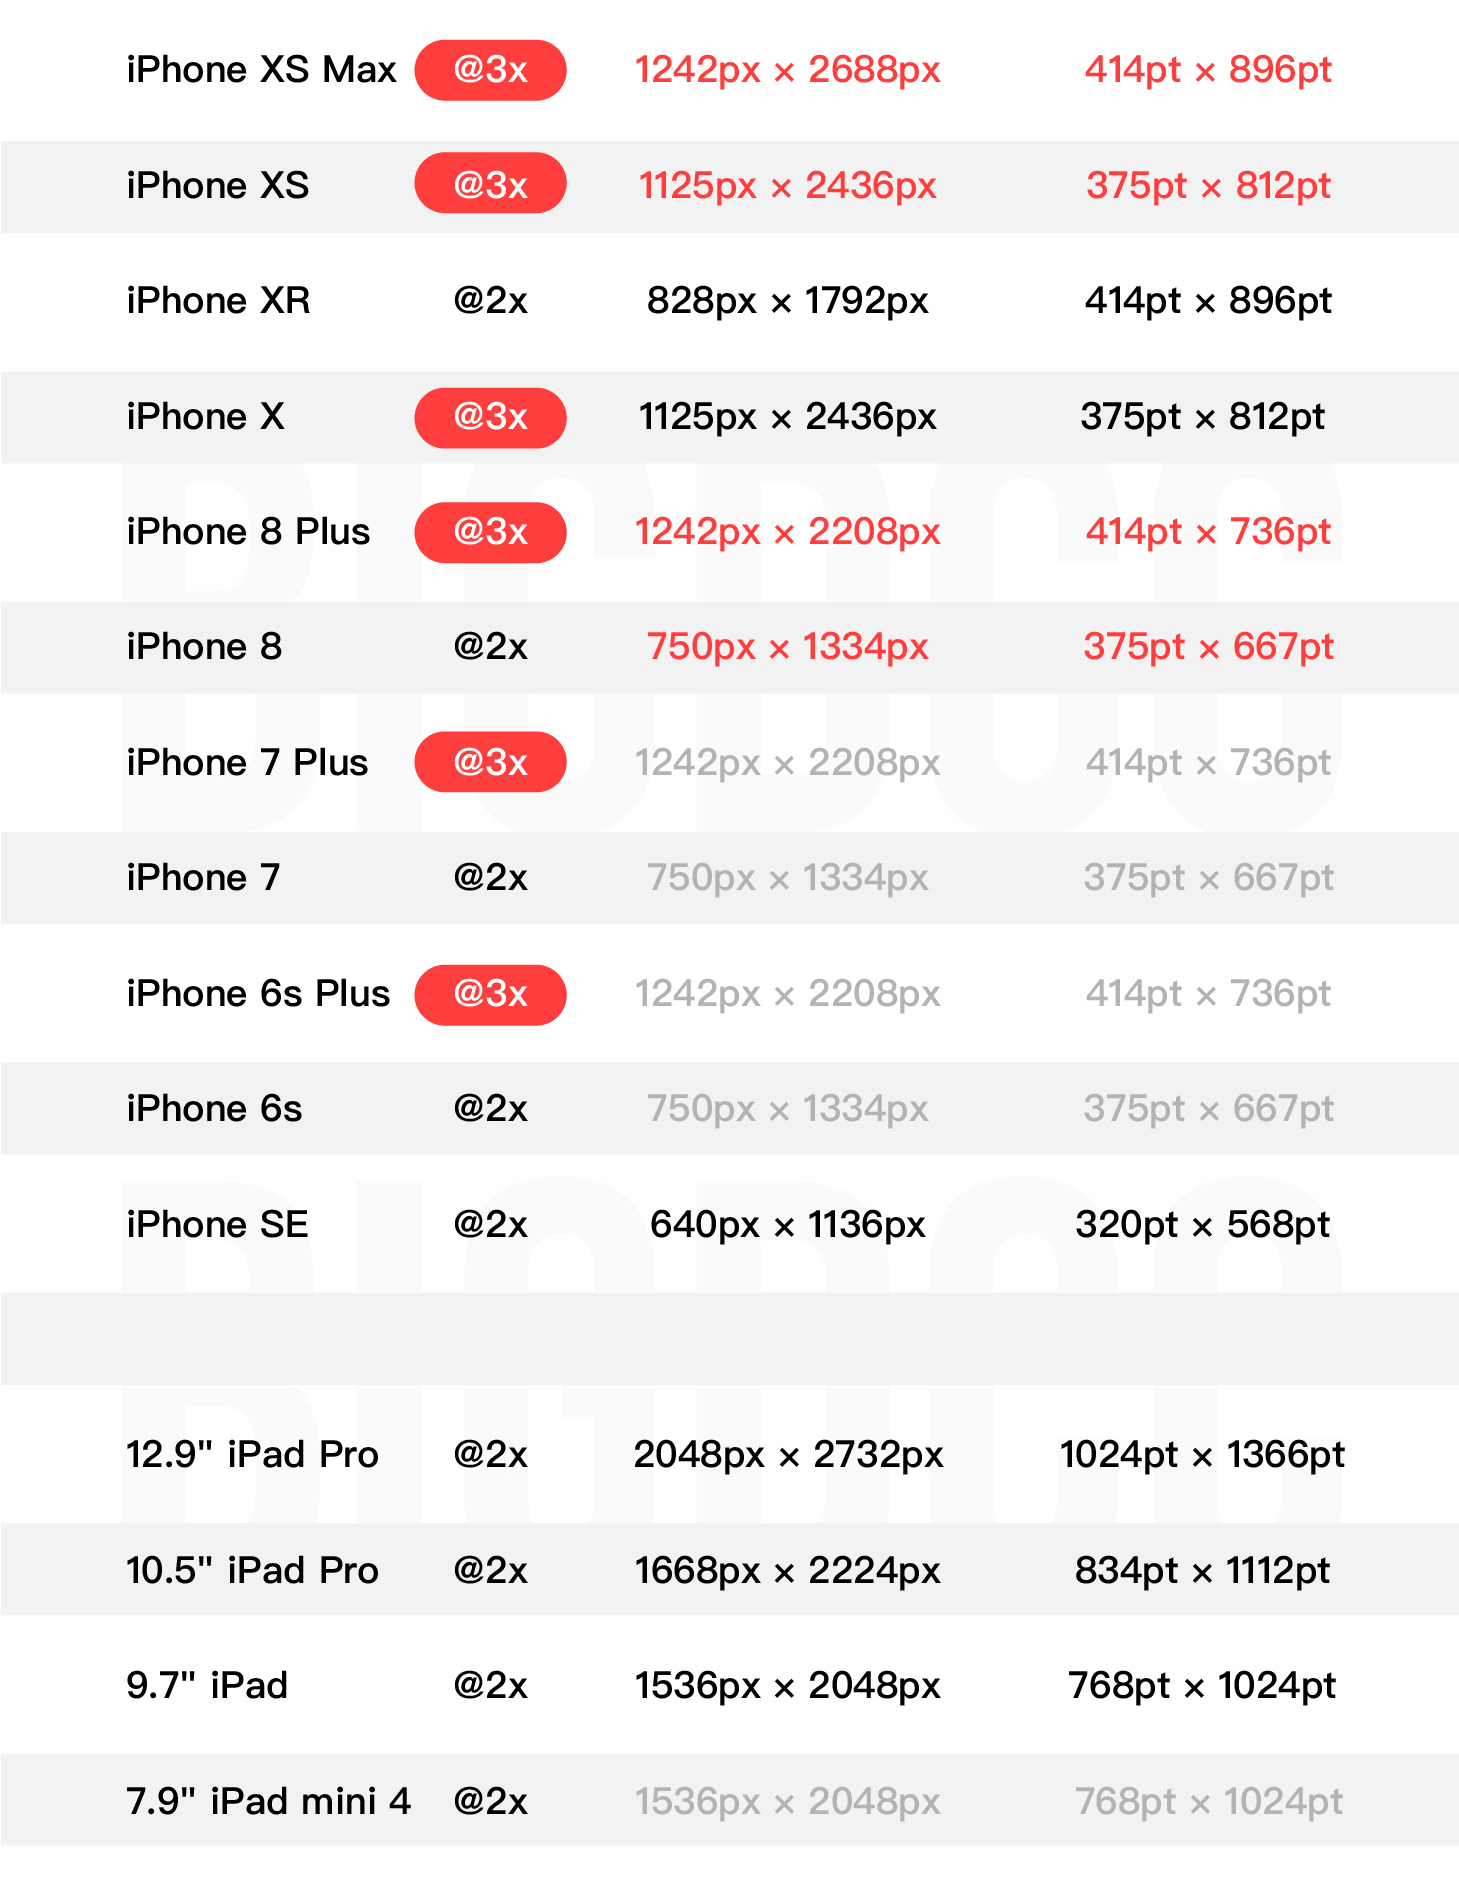 iPhone XS Max @3x 1242px × 2688px 414pt × 896pt
iPhone XS @3x 1125px × 2436px 375pt × 812pt
iPhone XR @2x 828px × 1792px 414pt × 896pt
iPhone X @3x 1125px × 2436px 375pt × 812pt
iPhone 8 Plus @3x 1242px × 2208px 414pt × 736pt
iPhone 8 @2x 750px × 1334px 375pt × 667pt
iPhone 7 Plus @3x 1242px × 2208px 414pt × 736pt
iPhone 7 @2x 750px × 1334px 375pt × 667pt
iPhone 6s Plus @3x 1242px × 2208px 414pt × 736pt
iPhone 6s @2x 750px × 1334px 375pt × 667pt
iPhone SE @2x 640px × 1136px 320pt × 568pt
12.9" iPad Pro @2x 2048px × 2732px 1024pt × 1366pt
10.5" iPad Pro @2x 1668px × 2224px 834pt × 1112pt
9.7" iPad @2x 1536px × 2048px 768pt × 1024pt
7.9" iPad mini 4 @2x 1536px × 2048px 768pt × 1024pt